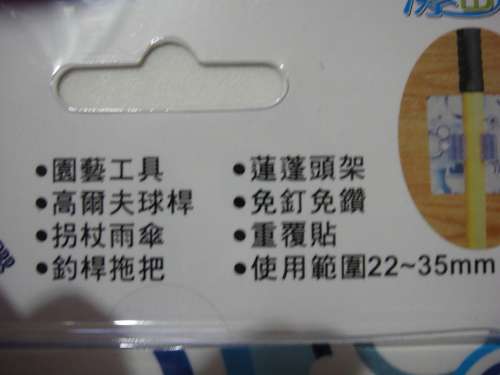 •園藝工具
•高爾夫球桿
•拐杖雨傘
•釣桿拖把
•蓮蓬頭架
•免釘免鑽
•重覆貼
•使用範圍22~35mm